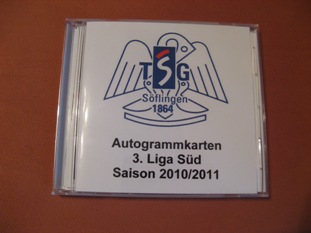 TSG
Söflingen
1864
Autogrammkarten
3. Liga Süd
Saison 2010/2011